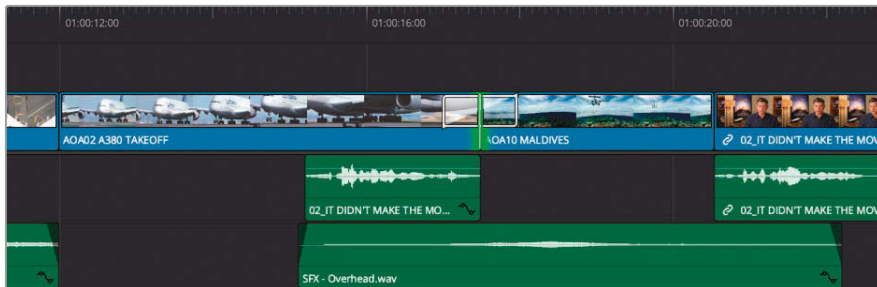 01:00:12:00 01:00:16:00 01:00:20:00
AOA02 A380 TAKEOFF AOA10 MALDIVES 02_IT DIDN'T MAKE THE MOV
02_IT DIDN'T MAKE THE MO... 02_IT DIDN'T MAKE THE MOV
SFX - Overhead.wav